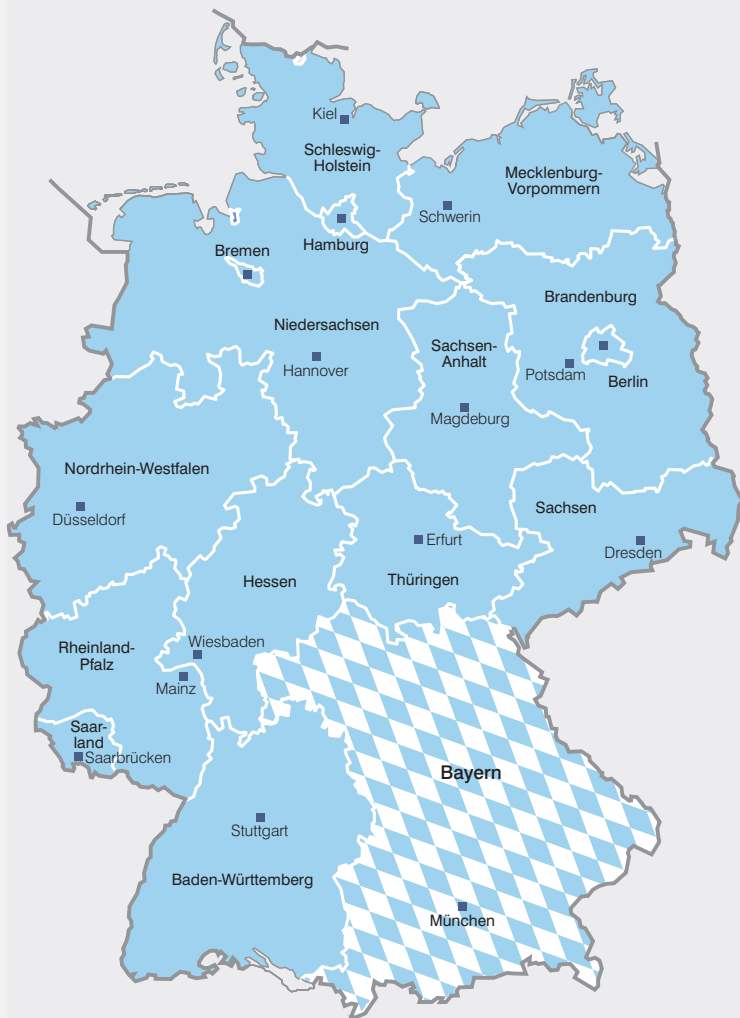 Kiel
Schleswig-
Holstein
Mecklenburg-
Vorpommern
Schwerin
Hamburg
Bremen
Brandenburg
Niedersachsen
Sachsen-
Anhalt
Hannover
Potsdam
Berlin
Magdeburg
Nordrhein-Westfalen
Düsseldorf
Sachsen
Erfurt
Dresden
Hessen
Thüringen
Wiesbaden
Rheinland-
Pfalz
Mainz
Saar-
land
Saarbrücken
Bayern
Stuttgart
Baden-Württemberg
München